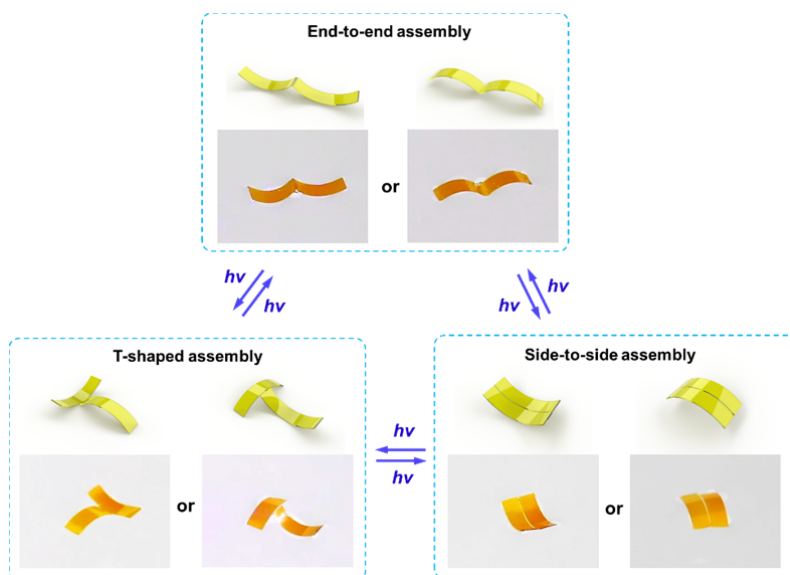 End-to-end assembly
or
hv
hv
hv
hv
T-shaped assembly
Side-to-side assembly
hv
hv
or
or